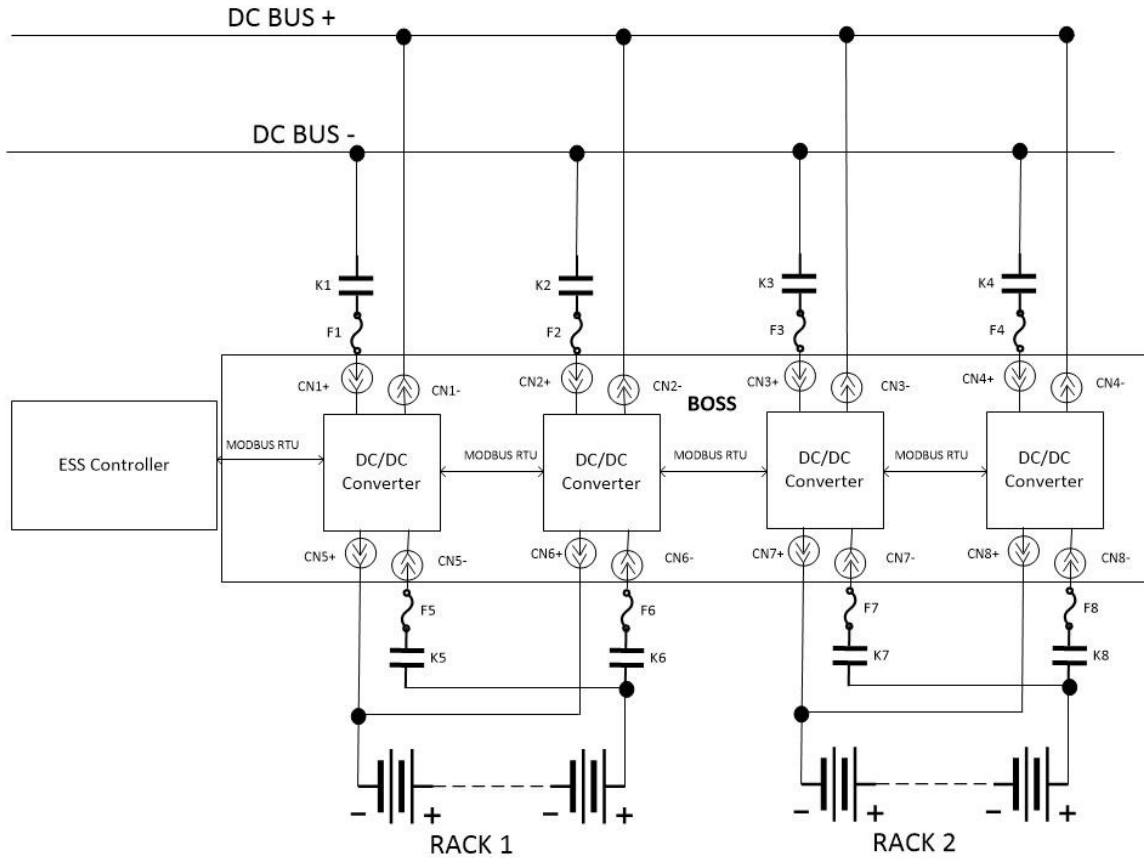 DC BUS +
DC BUS -
K1
K2
K3
K4
F1
F2
F3
F4
CN1+
CN1-
CN2+
CN2-
CN3+
CN3-
CN4+
CN4-
BOSS
ESS Controller
MODBUS RTU
DC/DC
Converter
MODBUS RTU
DC/DC
Converter
MODBUS RTU
DC/DC
Converter
MODBUS RTU
DC/DC
Converter
CN5+
CN5-
CN6+
CN6-
CN7+
CN7-
CN8+
CN8-
F5
F6
F7
F8
K5
K6
K7
K8
- +
- +
- +
- +
RACK 1
RACK 2